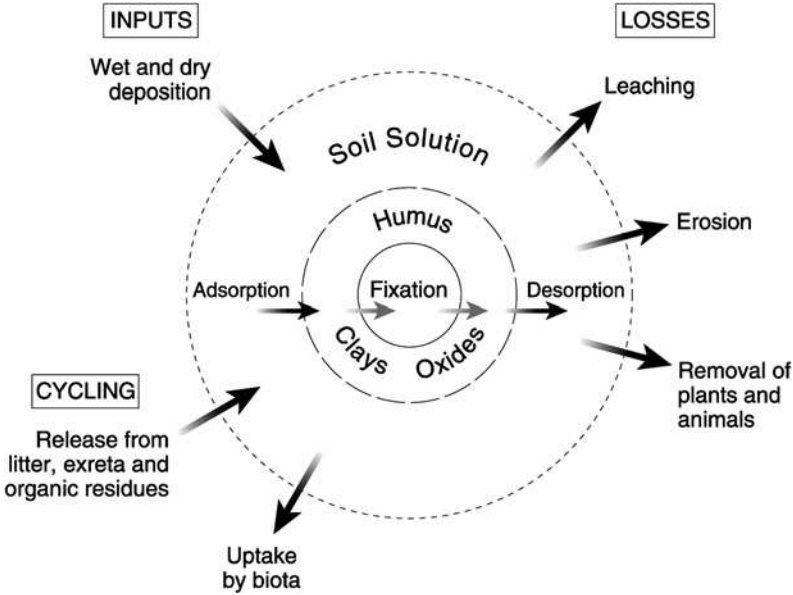 INPUTS
Wet and dry
deposition
LOSSES
Leaching
Soil Solution
Humus
Erosion
Adsorption
Fixation
Desorption
Clays
Oxides
Removal of
plants and
animals
CYCLING
Release from
litter, exreta and
organic residues
Uptake
by biota